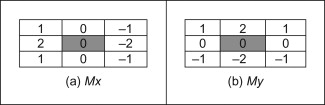 1 0 –1
2 0 –2
1 0 –1
(a) Mx
1 2 1
0 0 0
–1 –2 –1
(b) My